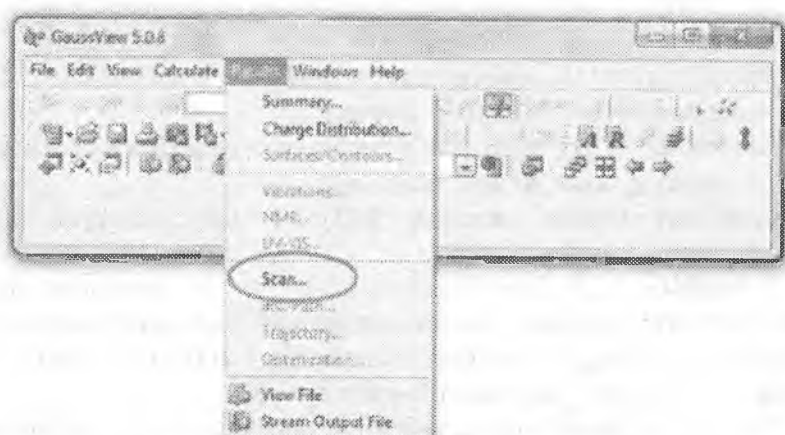 GaussView 5.0.8
File Edit View Calculate Results Windows Help
Summary...
Charge Distribution...
Surfaces/Contours...
Vibrations...
NMR...
UV-VIS...
Scan...
IRC/Path...
Trajectory...
Optimization...
View File
Stream Output File